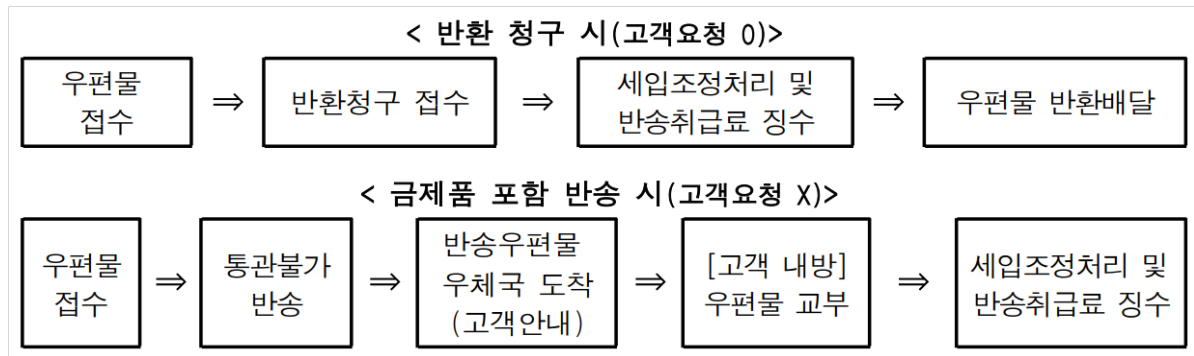 < 반환 청구 시(고객요청 O)>
우편물
접수
⇒
반환청구 접수
⇒
세입조정처리 및
반송취급료 징수
⇒
우편물 반환배달
< 금제품 포함 반송 시(고객요청 X)>
우편물
접수
⇒
통관불가
반송
⇒
반송우편물
우체국 도착
(고객안내)
⇒
[고객 내방]
우편물 교부
⇒
세입조정처리 및
반송취급료 징수